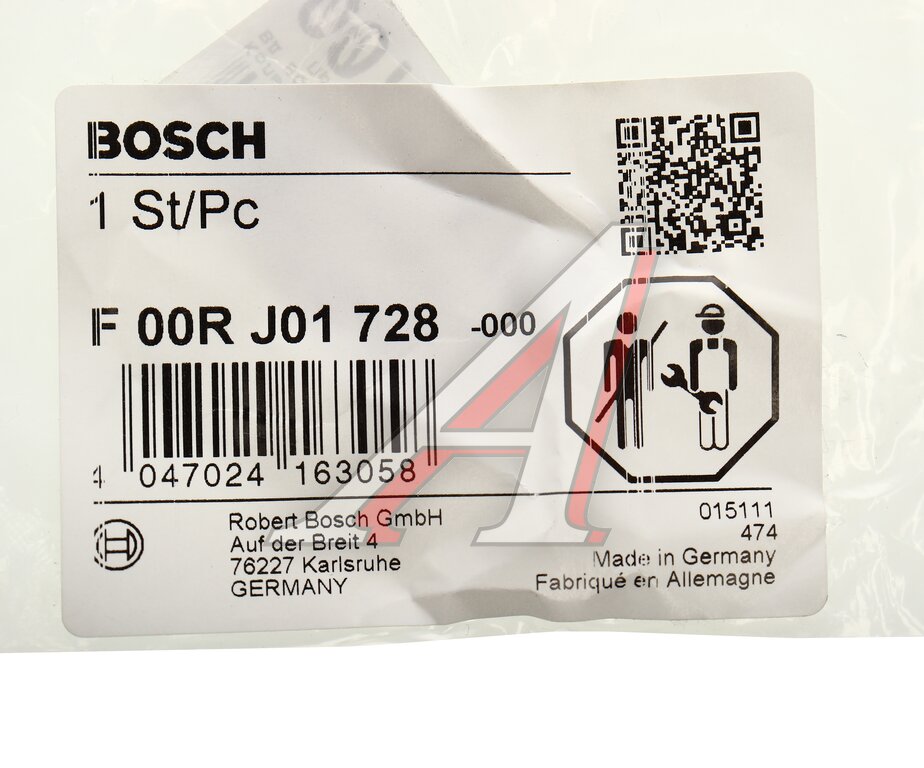 BOSCH
1 St/Pc
F 00R J01 728 -000
4 047024 163058
Robert Bosch GmbH
Auf der Breit 4
76227 Karlsruhe
GERMANY
015111
474
Made in Germany
Fabriqué en Allemagne